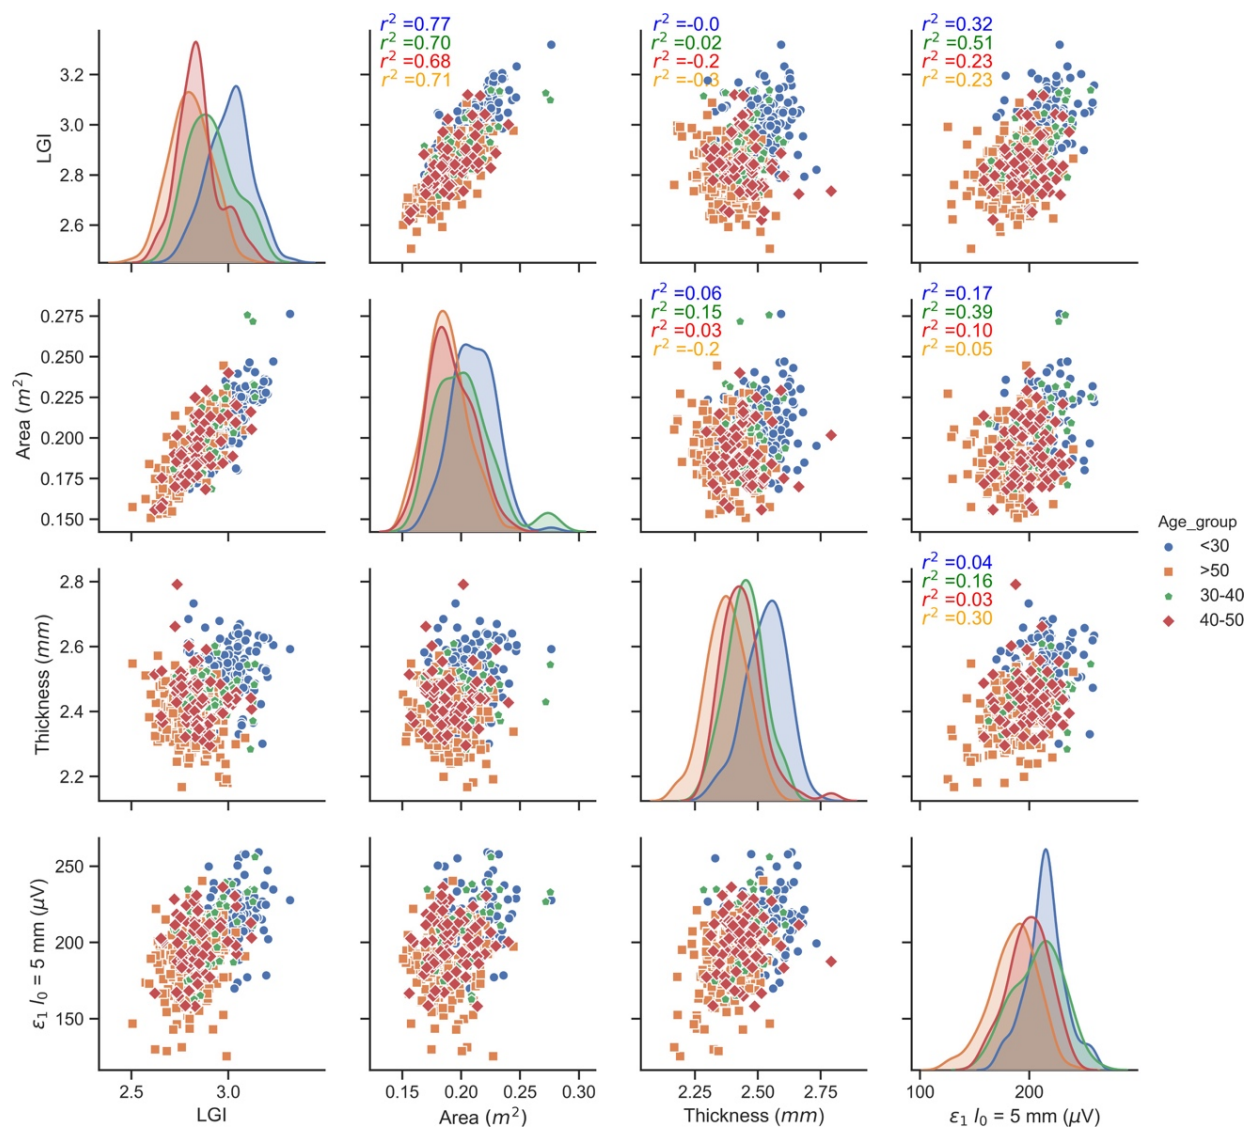 r² =0.77
r² =0.70
r² =0.68
r² =0.71
r² =-0.0
r² =0.02
r² =-0.2
r² =-0.3
r² =0.32
r² =0.51
r² =0.23
r² =0.23
3.2
3.0
2.8
2.6
LGI
r² =0.06
r² =0.15
r² =0.03
r² =-0.2
r² =0.17
r² =0.39
r² =0.10
r² =0.05
0.275
0.250
0.225
0.200
0.175
0.150
Area (m²)
Age_group
<30
>50
30-40
40-50
r² =0.04
r² =0.16
r² =0.03
r² =0.30
2.8
2.6
2.4
2.2
Thickness (mm)
250
200
150
ε₁ l₀ = 5 mm (μV)
2.5 3.0
0.15 0.20 0.25 0.30
2.25 2.50 2.75
100 200
LGI
Area (m²)
Thickness (mm)
ε₁ l₀ = 5 mm (μV)